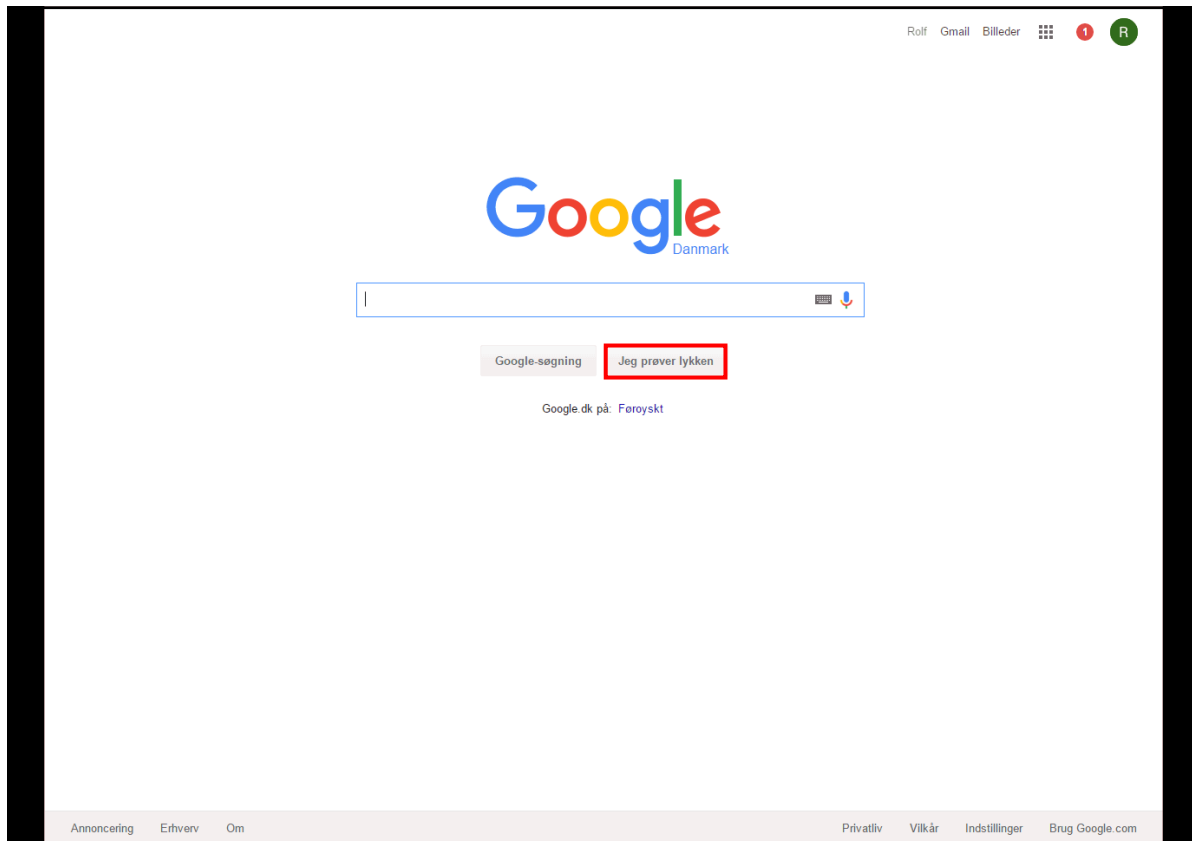 Rolf Gmail Billeder 1 R
Google
Danmark
Google-søgning Jeg prøver lykken
Google.dk på: Føroyskt
Annoncering Erhverv Om Privatliv Vilkår Indstillinger Brug Google.com